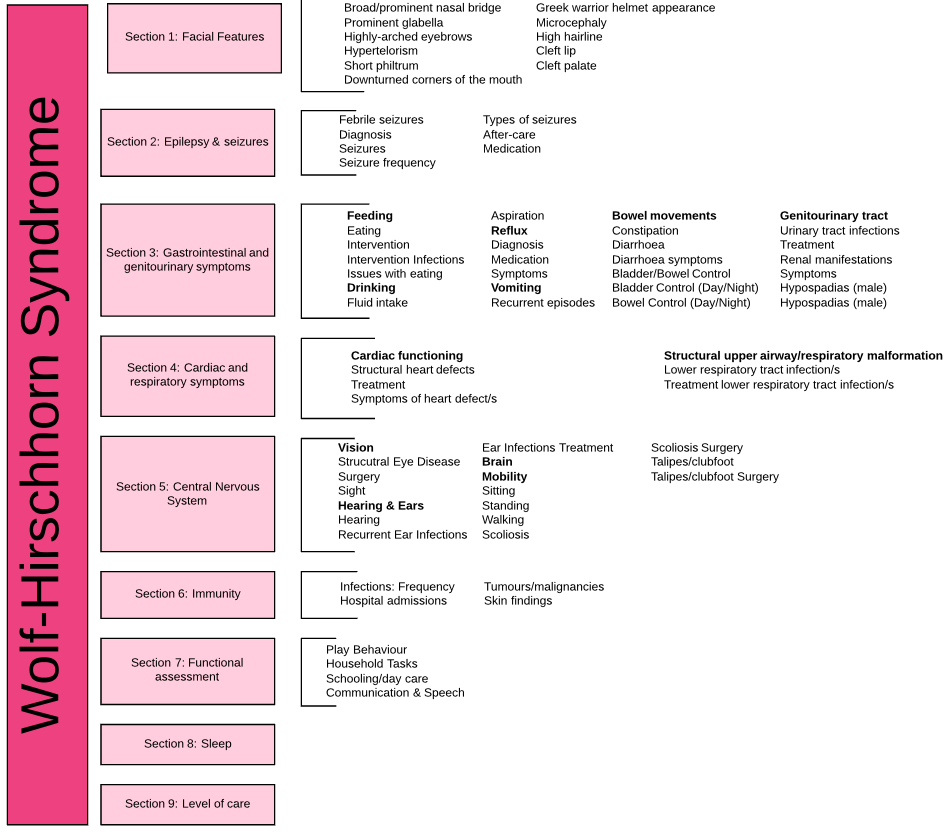 Wolf-Hirschhorn Syndrome
Section 1: Facial Features
Broad/prominent nasal bridge
Prominent glabella
Highly-arched eyebrows
Hypertelorism
Short philtrum
Downturned corners of the mouth
Greek warrior helmet appearance
Microcephaly
High hairline
Cleft lip
Cleft palate
Section 2: Epilepsy & seizures
Febrile seizures
Diagnosis
Seizures
Seizure frequency
Types of seizures
After-care
Medication
Section 3: Gastrointestinal and
genitourinary symptoms
Feeding
Eating
Intervention
Intervention Infections
Issues with eating
Drinking
Fluid intake
Aspiration
Reflux
Diagnosis
Medication
Symptoms
Vomiting
Recurrent episodes
Bowel movements
Constipation
Diarrhoea
Diarrhoea symptoms
Bladder/Bowel Control
Bladder Control (Day/Night)
Bowel Control (Day/Night)
Genitourinary tract
Urinary tract infections
Treatment
Renal manifestations
Symptoms
Hypospadias (male)
Hypospadias (male)
Section 4: Cardiac and
respiratory symptoms
Cardiac functioning
Structural heart defects
Treatment
Symptoms of heart defect/s
Structural upper airway/respiratory malformation
Lower respiratory tract infection/s
Treatment lower respiratory tract infection/s
Section 5: Central Nervous
System
Vision
Strucutral Eye Disease
Surgery
Sight
Hearing & Ears
Hearing
Recurrent Ear Infections
Ear Infections Treatment
Brain
Mobility
Sitting
Standing
Walking
Scoliosis
Scoliosis Surgery
Talipes/clubfoot
Talipes/clubfoot Surgery
Section 6: Immunity
Infections: Frequency
Hospital admissions
Tumours/malignancies
Skin findings
Section 7: Functional
assessment
Play Behaviour
Household Tasks
Schooling/day care
Communication & Speech
Section 8: Sleep
Section 9: Level of care